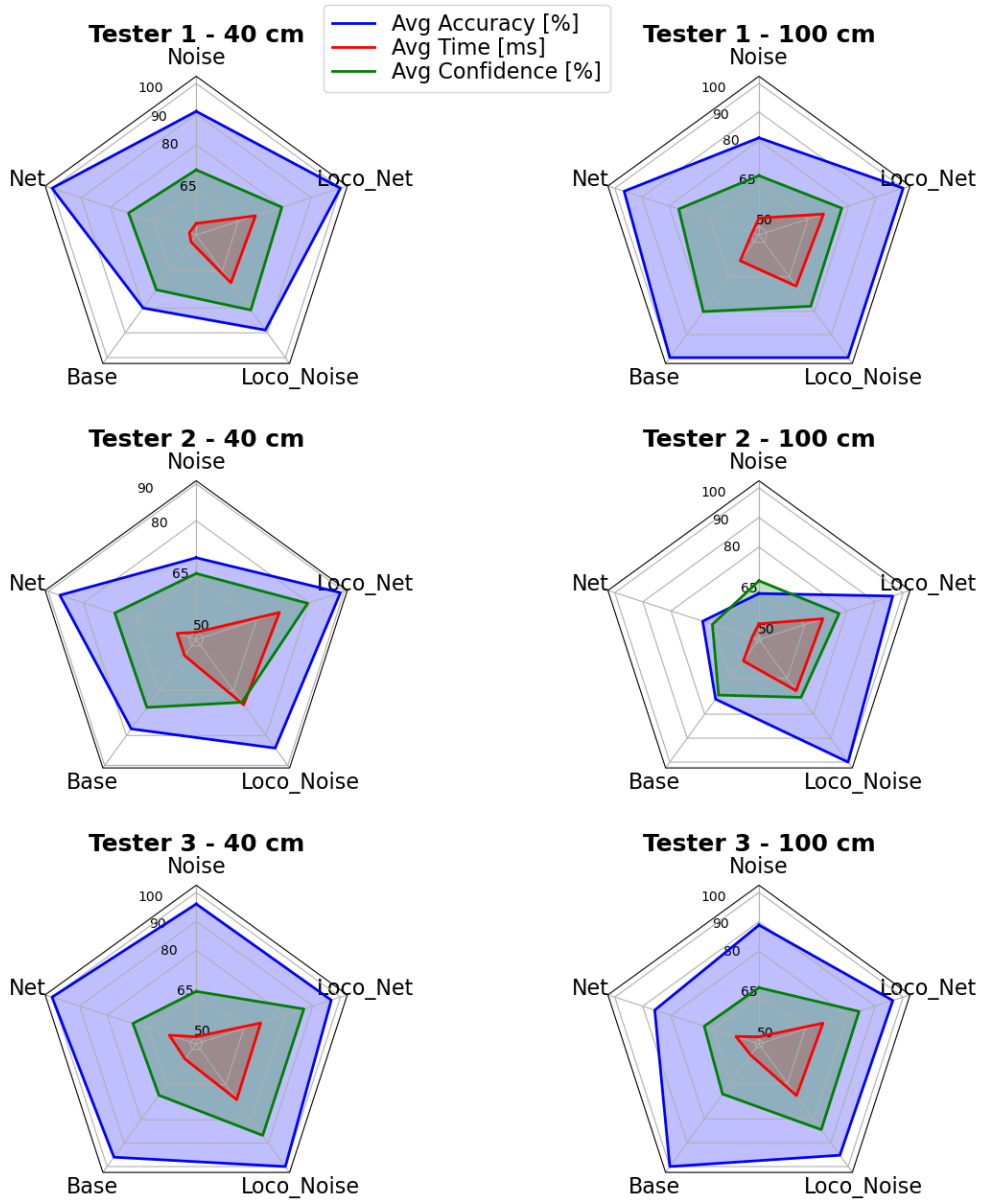 Avg Accuracy [%]
Avg Time [ms]
Avg Confidence [%]
Tester 1 - 40 cm
Noise
100
90
80
65
Net
Loco_Net
Base
Loco_Noise
Tester 1 - 100 cm
Noise
100
90
80
65
50
Net
Loco_Net
Base
Loco_Noise
Tester 2 - 40 cm
Noise
90
80
65
50
Net
Loco_Net
Base
Loco_Noise
Tester 2 - 100 cm
Noise
100
90
80
65
50
Net
Loco_Net
Base
Loco_Noise
Tester 3 - 40 cm
Noise
100
90
80
65
50
Net
Loco_Net
Base
Loco_Noise
Tester 3 - 100 cm
Noise
100
90
80
65
50
Net
Loco_Net
Base
Loco_Noise